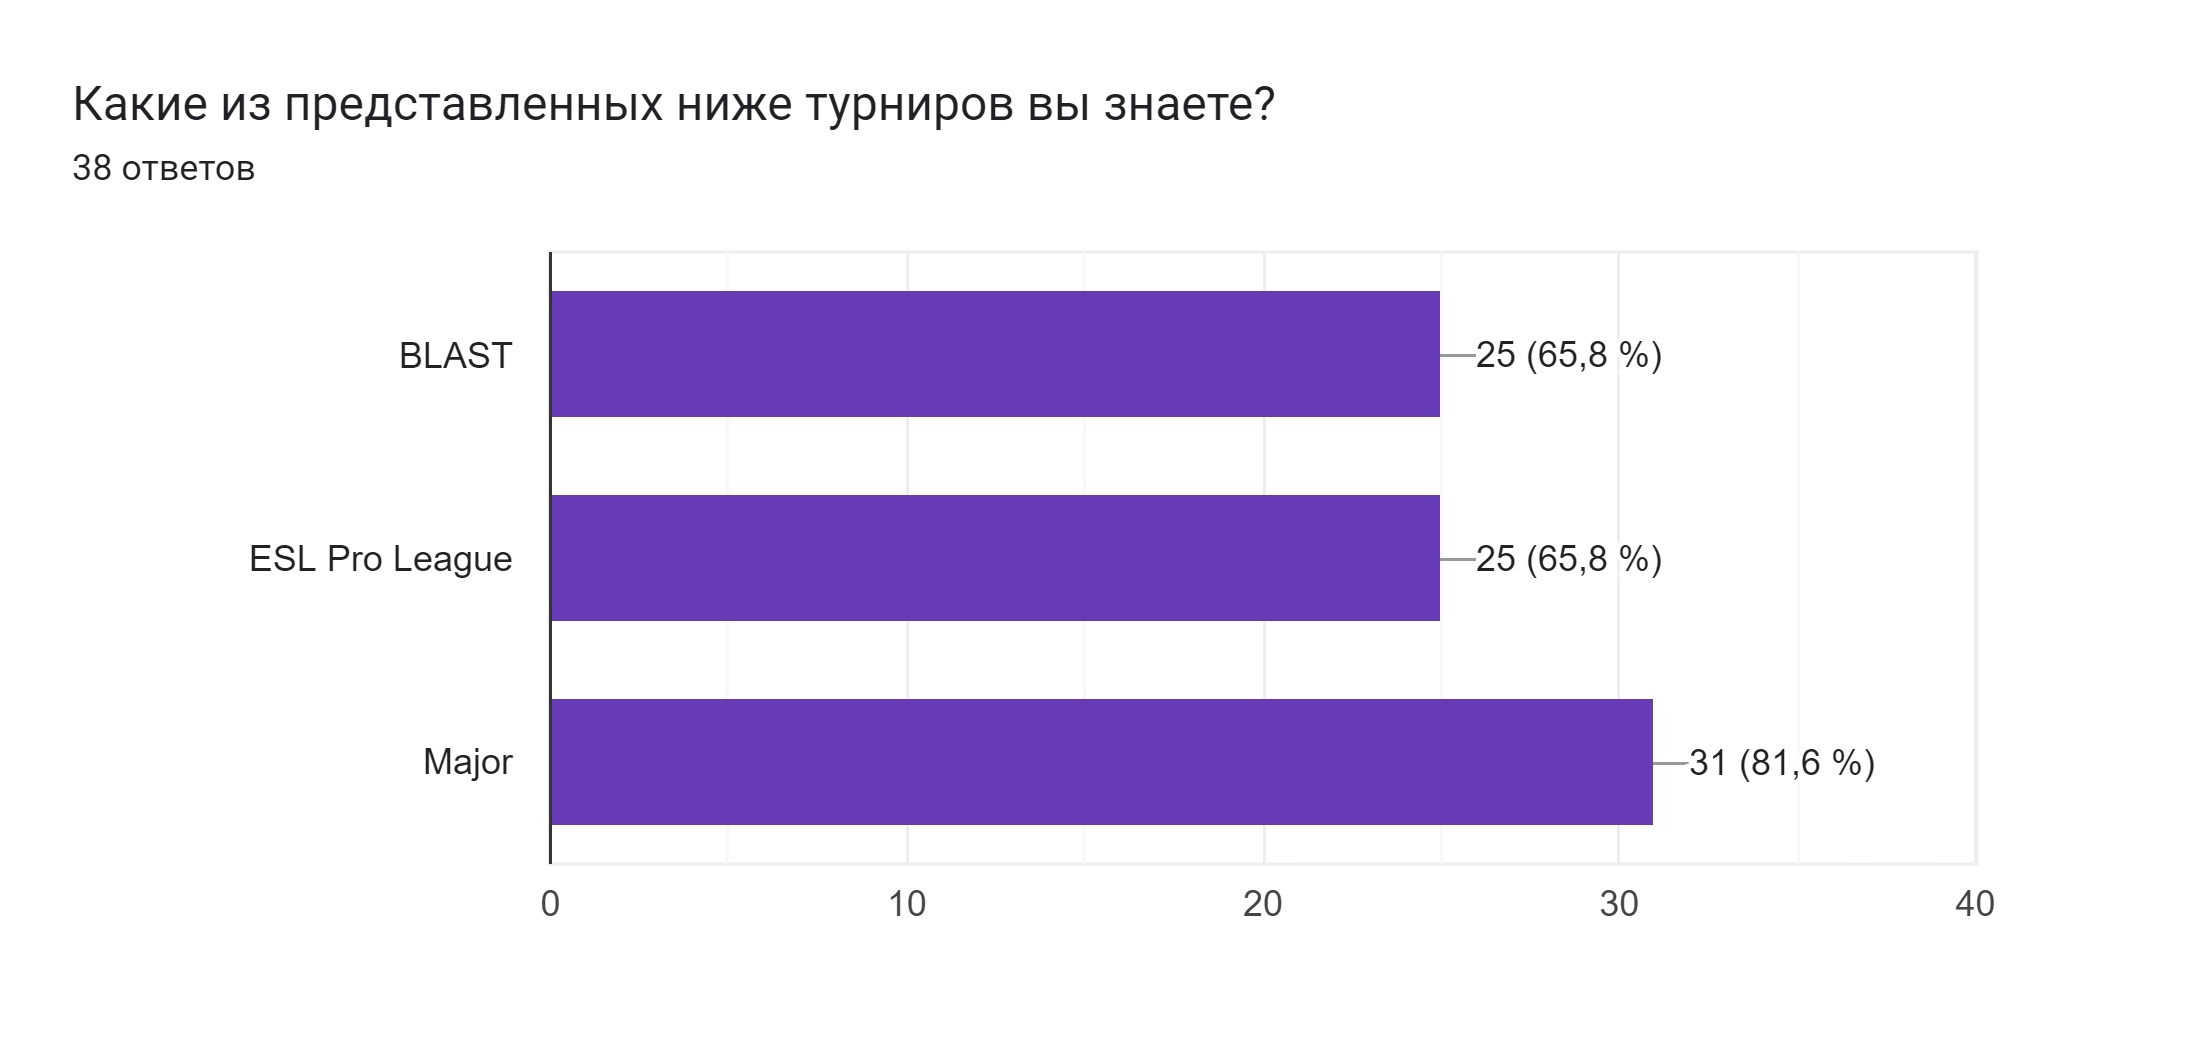 Какие из представленных ниже турниров вы знаете?
38 ответов
BLAST
25 (65,8 %)
ESL Pro League
25 (65,8 %)
Major
31 (81,6 %)
0 10 20 30 40